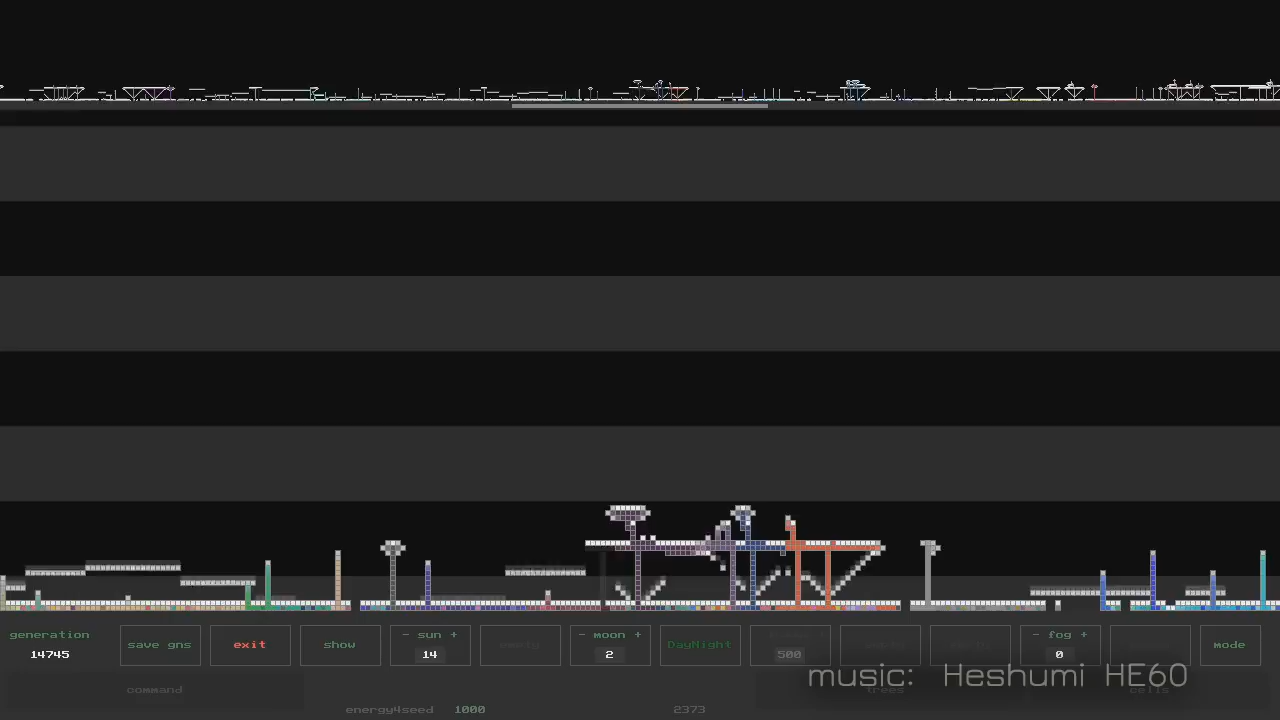 generation
14745
save gns
exit
show
- sun +
14
- moon +
2
DayNight
500
- fog +
0
mode
music: Heshumi HE60
command
trees
cells
energy4seed 1000
2373